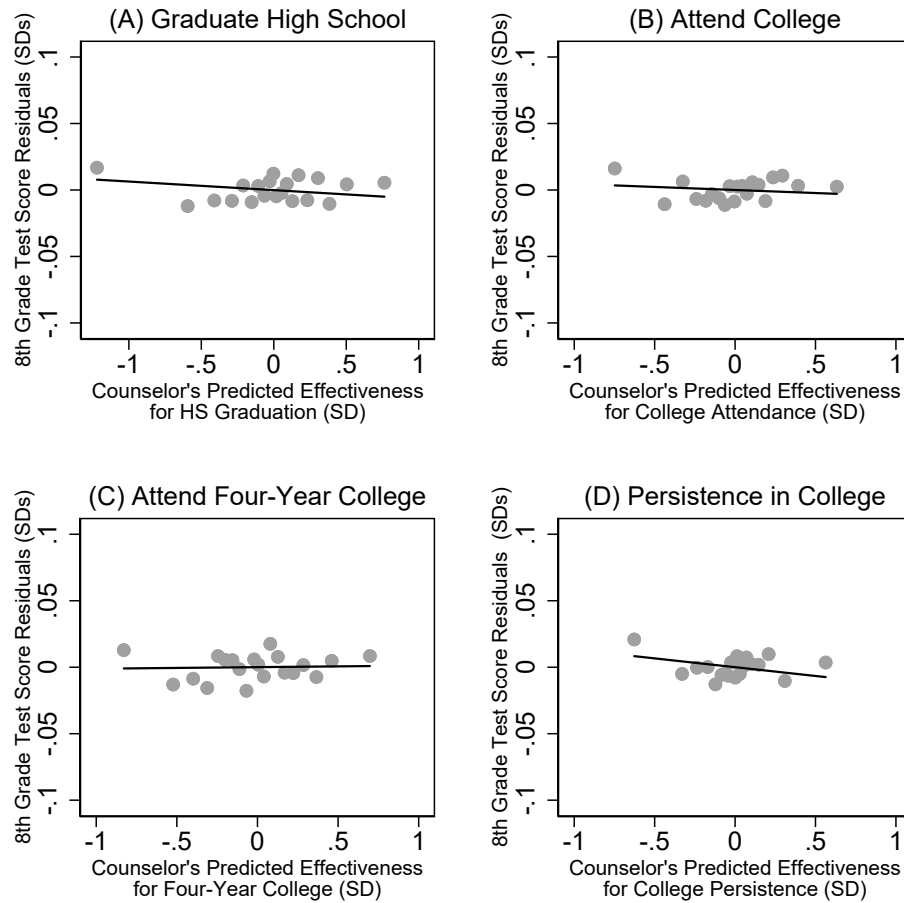 (A) Graduate High School
8th Grade Test Score Residuals (SDs)
.1
.05
0
-.05
-.1
-1
-.5
0
.5
1
Counselor's Predicted Effectiveness
for HS Graduation (SD)
(B) Attend College
8th Grade Test Score Residuals (SDs)
.1
.05
0
-.05
-.1
-1
-.5
0
.5
1
Counselor's Predicted Effectiveness
for College Attendance (SD)
(C) Attend Four-Year College
8th Grade Test Score Residuals (SDs)
.1
.05
0
-.05
-.1
-1
-.5
0
.5
1
Counselor's Predicted Effectiveness
for Four-Year College (SD)
(D) Persistence in College
8th Grade Test Score Residuals (SDs)
.1
.05
0
-.05
-.1
-1
-.5
0
.5
1
Counselor's Predicted Effectiveness
for College Persistence (SD)